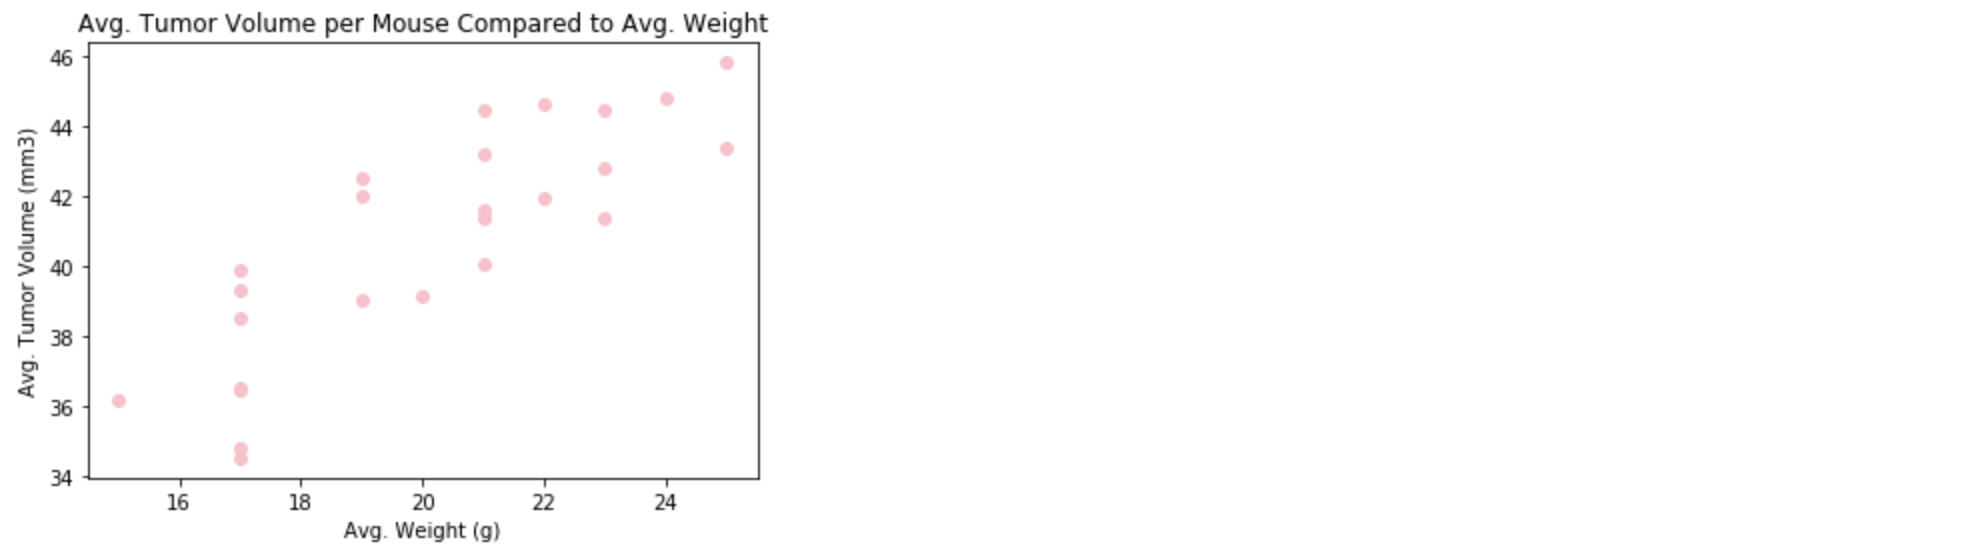 Avg. Tumor Volume per Mouse Compared to Avg. Weight
46
44
42
40
38
36
34
Avg. Tumor Volume (mm3)
16 18 20 22 24
Avg. Weight (g)